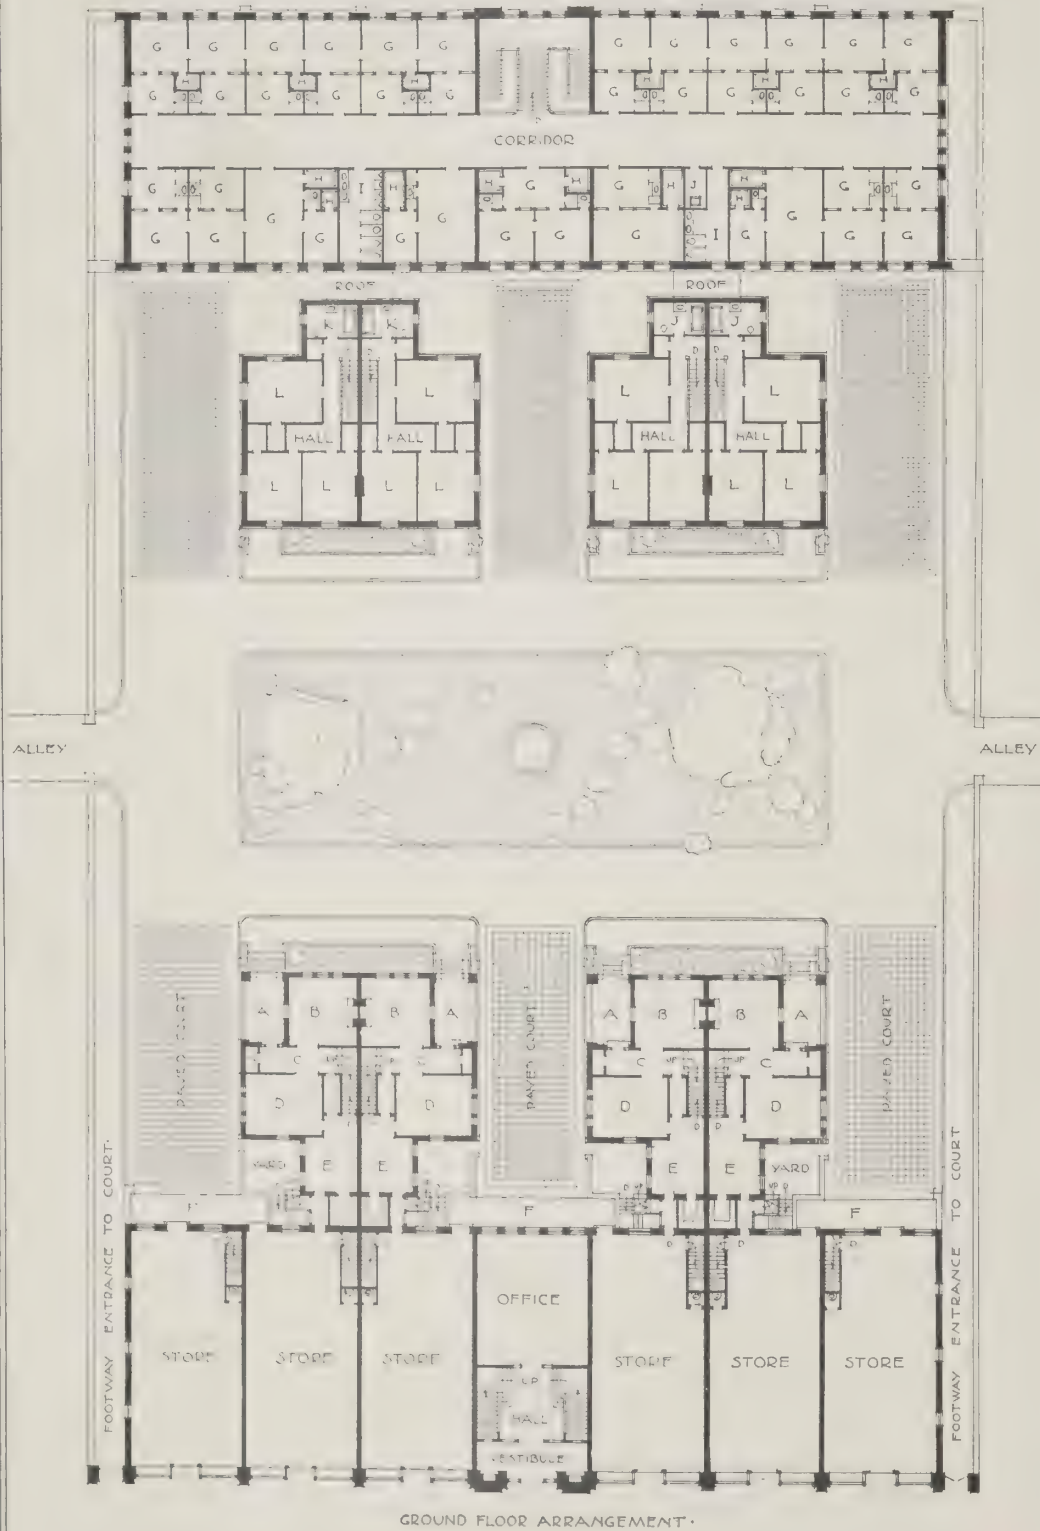 G G G G G G G G G G G G
H H H H H H
G G G G G G G G G G G G
CORRIDOR
G G H I H H G H G H J H G G
G G G G G G G G G G I G G G G
ROOF ROOF
K K J J
L L L L
HALL HALL HALL HALL
L L L L L L L
ALLEY ALLEY
PAVED COURT
PAVED COURT
PAVED COURT
A B B A A B B A
C C C C
D D D D
YARD E E E E YARD
F F F
FOOTWAY ENTRANCE TO COURT.
FOOTWAY ENTRANCE TO COURT
OFFICE
STORE STORE STORE STORE STORE STORE
UP
HALL
VESTIBULE
GROUND FLOOR ARRANGEMENT.